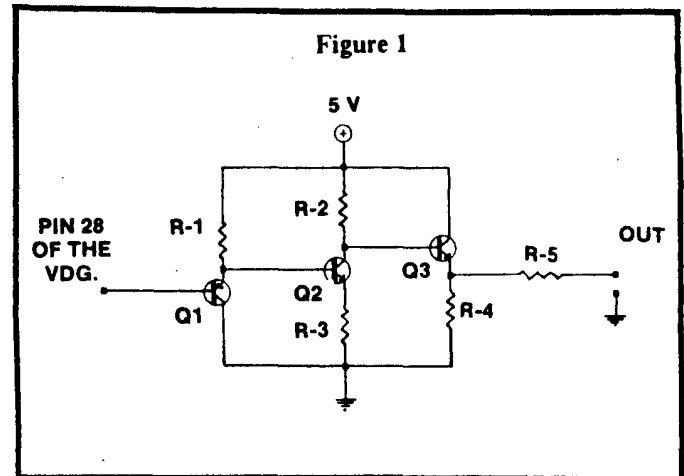 Figure 1
5 V
PIN 28
OF THE
VDG.
R-1
R-2
R-5
OUT
Q1
Q2
Q3
R-3
R-4